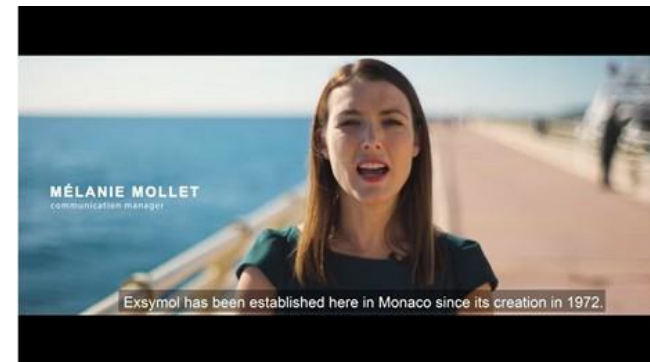 MÉLANIE MOLLET
communication manager
Exsymol has been established here in Monaco since its creation in 1972.